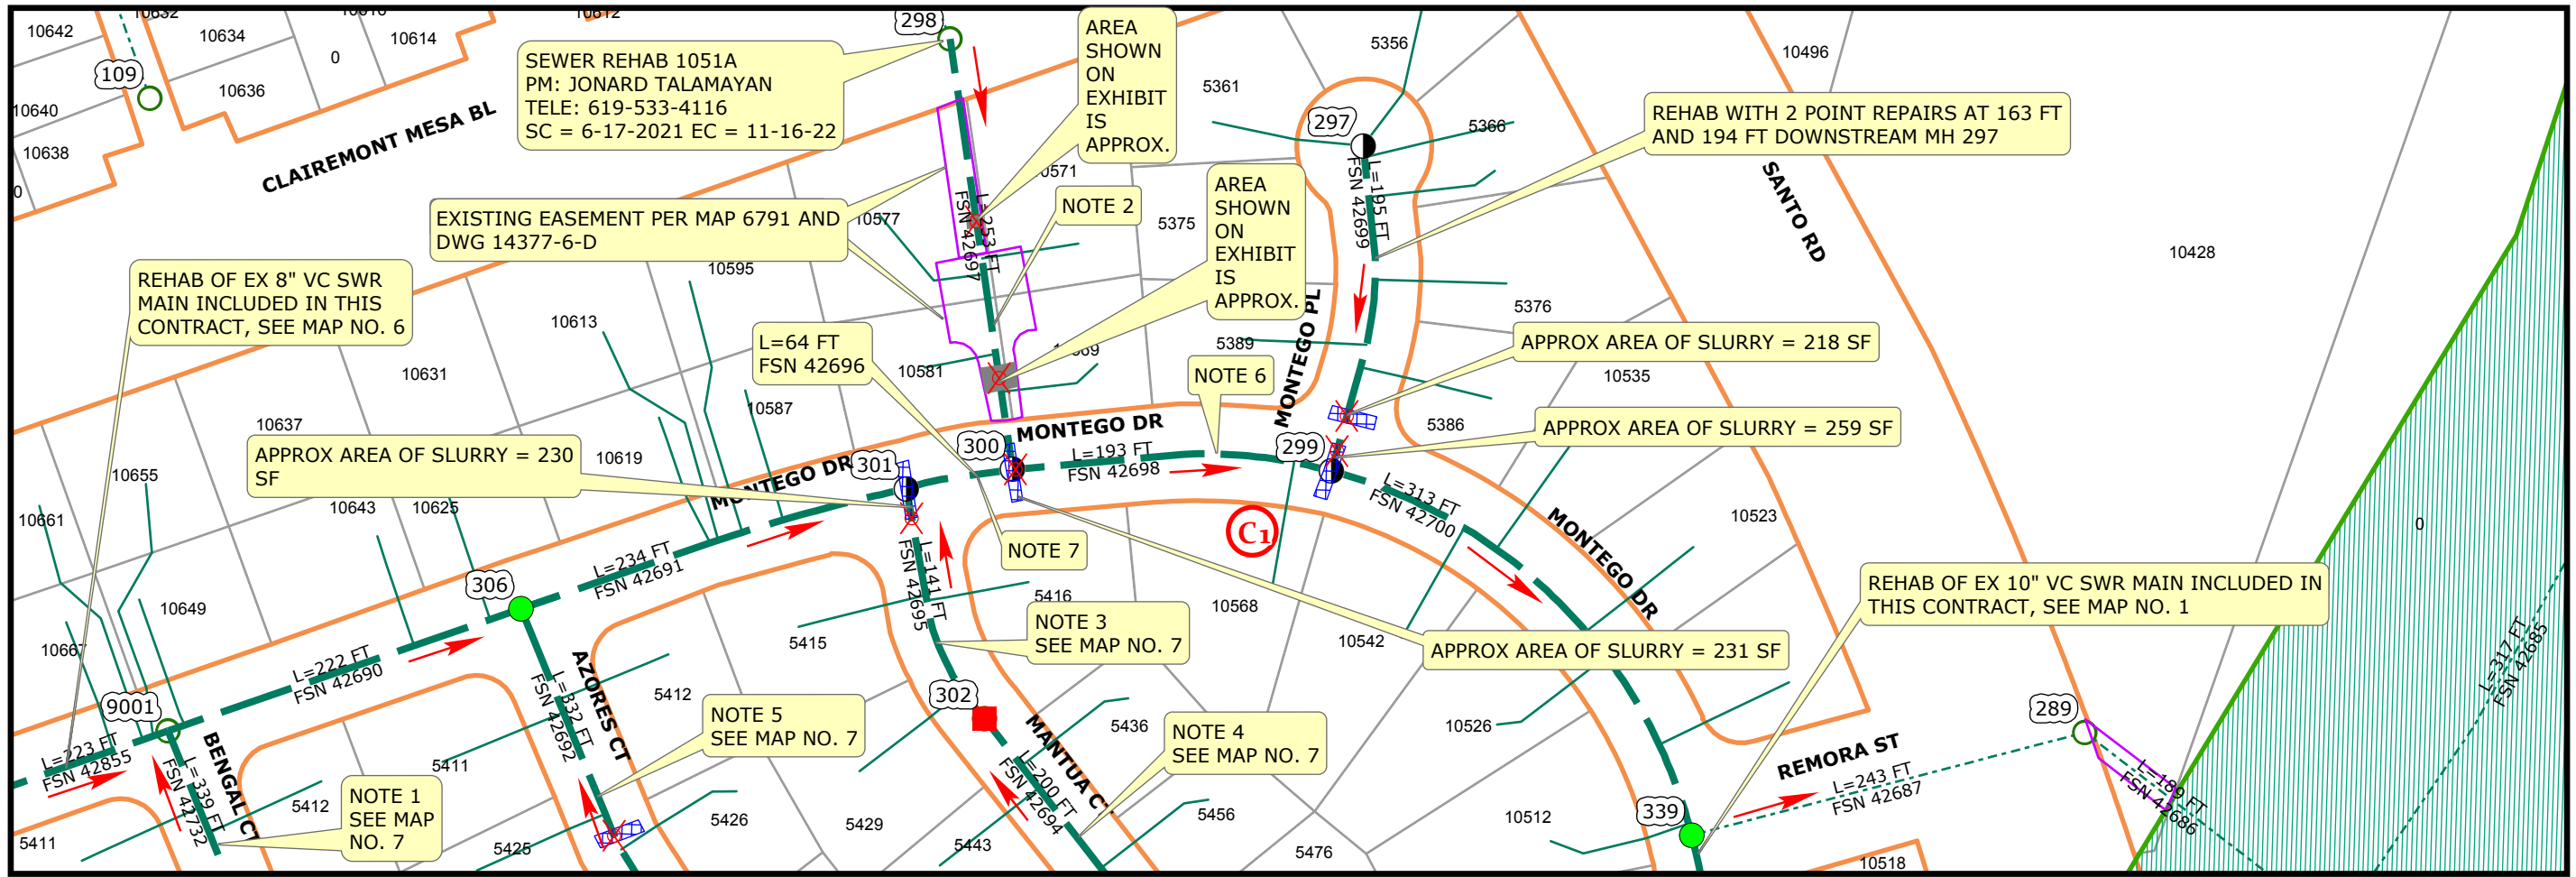 10632
10616
10612
10642
10634
10614
0
10636
109
10640
10638
0
CLAIREMONT MESA BL
SEWER REHAB 1051A
PM: JONARD TALAMAYAN
TELE: 619-533-4116
SC = 6-17-2021 EC = 11-16-22
298
AREA
SHOWN
ON
EXHIBIT
IS
APPROX.
5356
5361
297
5366
10496
REHAB WITH 2 POINT REPAIRS AT 163 FT
AND 194 FT DOWNSTREAM MH 297
SANTO RD
10428
EXISTING EASEMENT PER MAP 6791 AND
DWG 14377-6-D
10577
L=253 FT
FSN 42697
NOTE 2
5375
AREA
SHOWN
ON
EXHIBIT
IS
APPROX.
L=195 FT
FSN 42699
MONTEGO PL
5376
REHAB OF EX 8" VC SWR
MAIN INCLUDED IN THIS
CONTRACT, SEE MAP NO. 6
10595
10613
L=64 FT
FSN 42696
10581
5389
NOTE 6
APPROX AREA OF SLURRY = 218 SF
10535
10631
10637
10587
5386
APPROX AREA OF SLURRY = 259 SF
APPROX AREA OF SLURRY = 230
SF
10619
MONTEGO DR
301
300
MONTEGO DR
L=193 FT
FSN 42698
299
L=313 FT
FSN 42700
10655
10661
10643
10625
10523
MONTEGO DR
C1
NOTE 7
L=234 FT
FSN 42691
L=141 FT
FSN 42695
306
10649
5416
10568
REHAB OF EX 10" VC SWR MAIN INCLUDED IN
THIS CONTRACT, SEE MAP NO. 1
0
NOTE 3
SEE MAP NO. 7
10542
APPROX AREA OF SLURRY = 231 SF
L=317 FT
FSN 42685
10667
5415
L=222 FT
FSN 42690
AZORES CT
L=332 FT
FSN 42692
5412
302
9001
NOTE 5
SEE MAP NO. 7
MANTUA CT
5436
NOTE 4
SEE MAP NO. 7
10526
289
L=223 FT
FSN 42855
BENGAL CT
L=339 FT
FSN 42732
5411
REMORA ST
L=243 FT
FSN 42687
L=189 FT
FSN 42686
NOTE 1
SEE MAP
NO. 7
5412
5426
5429
L=200 FT
FSN 42694
5456
10512
339
5411
5425
5443
5476
10518